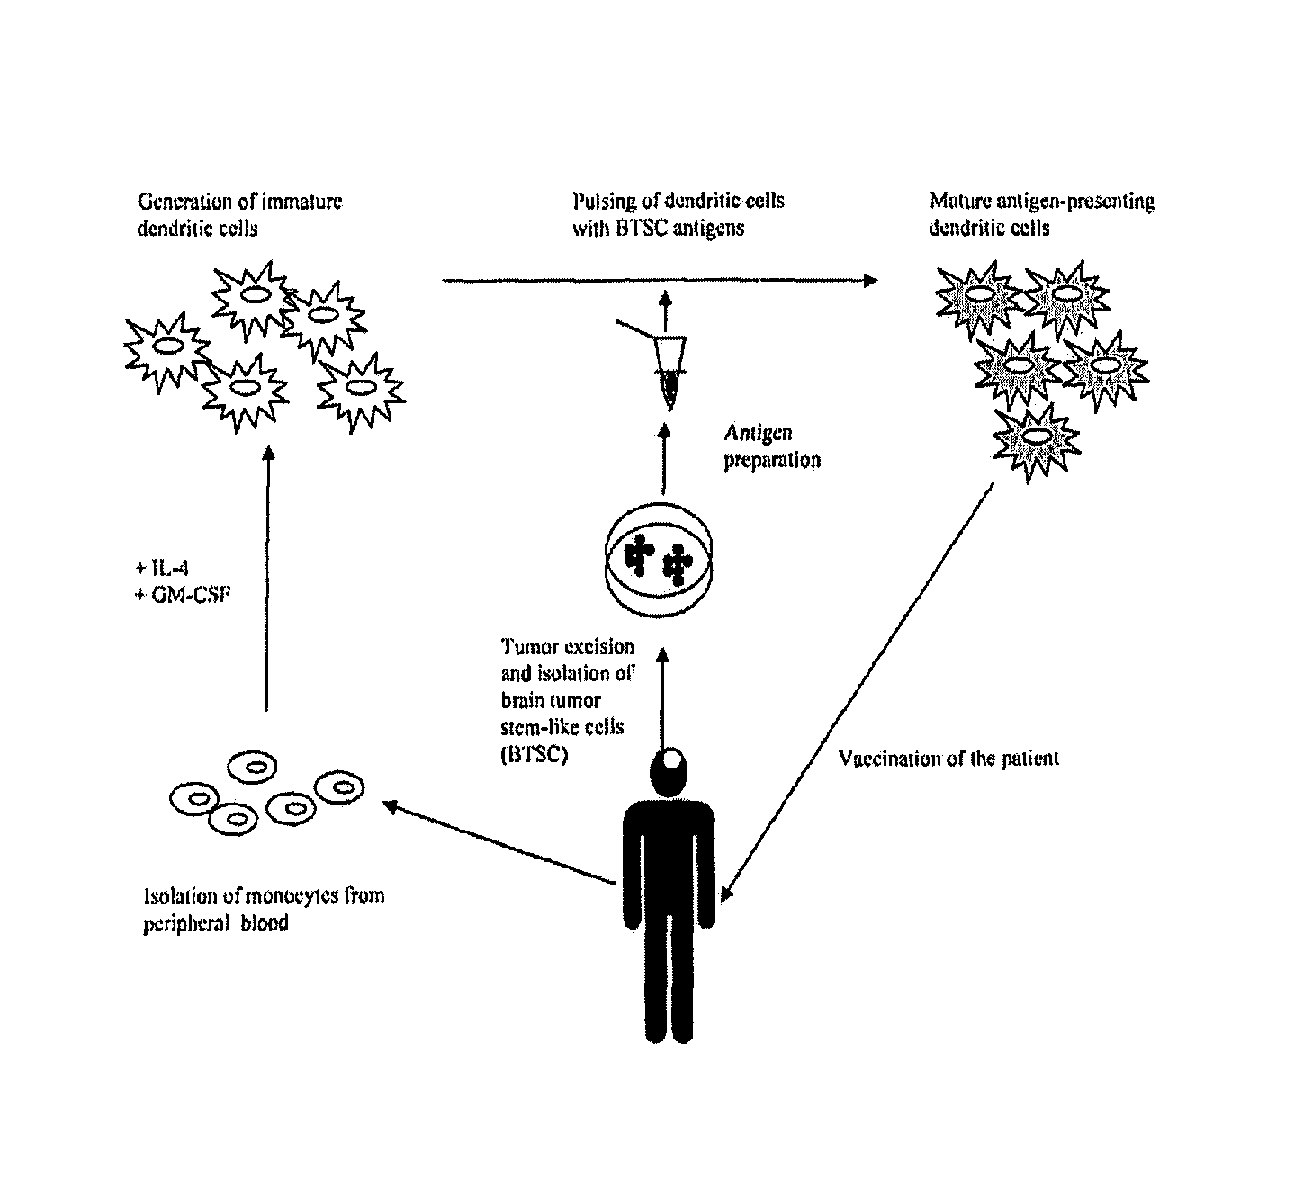 Generation of immature
dendritic cells
Pulsing of dendritic cells
with BTSC antigens
Mature antigen-presenting
dendritic cells
Antigen
preparation
+ IL-4
+ GM-CSF
Tumor excision
and isolation of
brain tumor
stem-like cells
(BTSC)
Vaccination of the patient
Isolation of monocytes from
peripheral blood